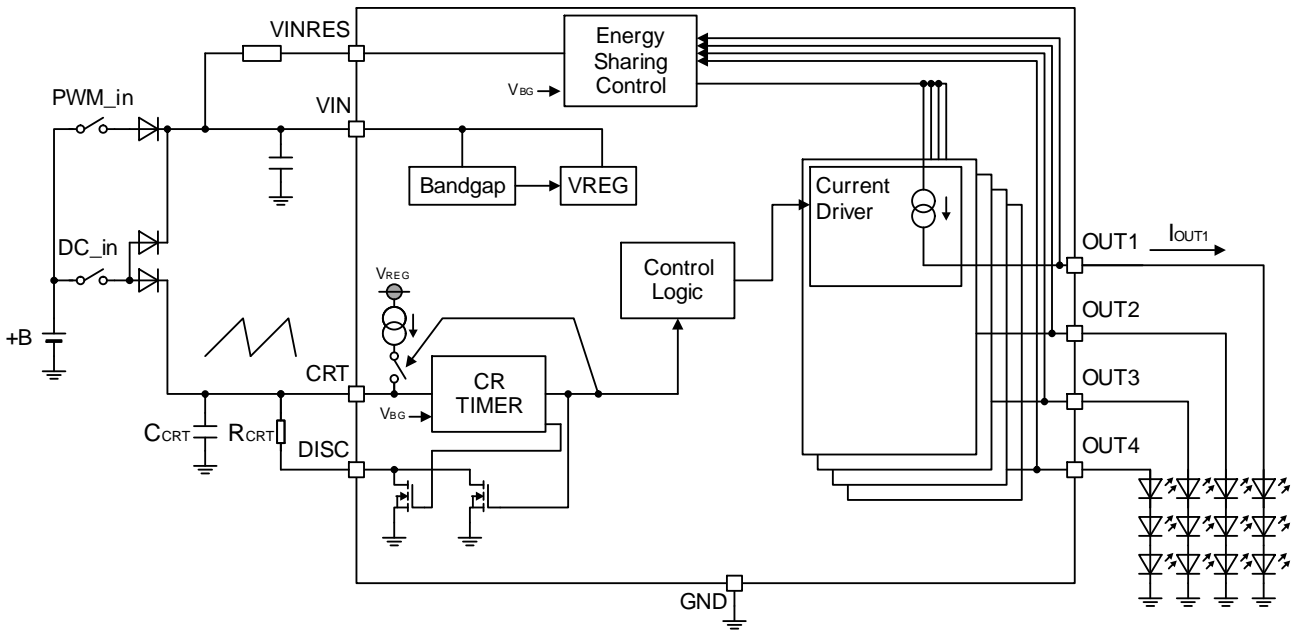 VINRES
Energy
Sharing
Control
VBG
PWM_in
VIN
Bandgap
VREG
Current
Driver
DC_in
OUT1
IOUT1
Control
Logic
VREG
OUT2
+B
CRT
CR
TIMER
VBG
OUT3
CCRT
RCRT
DISC
OUT4
GND